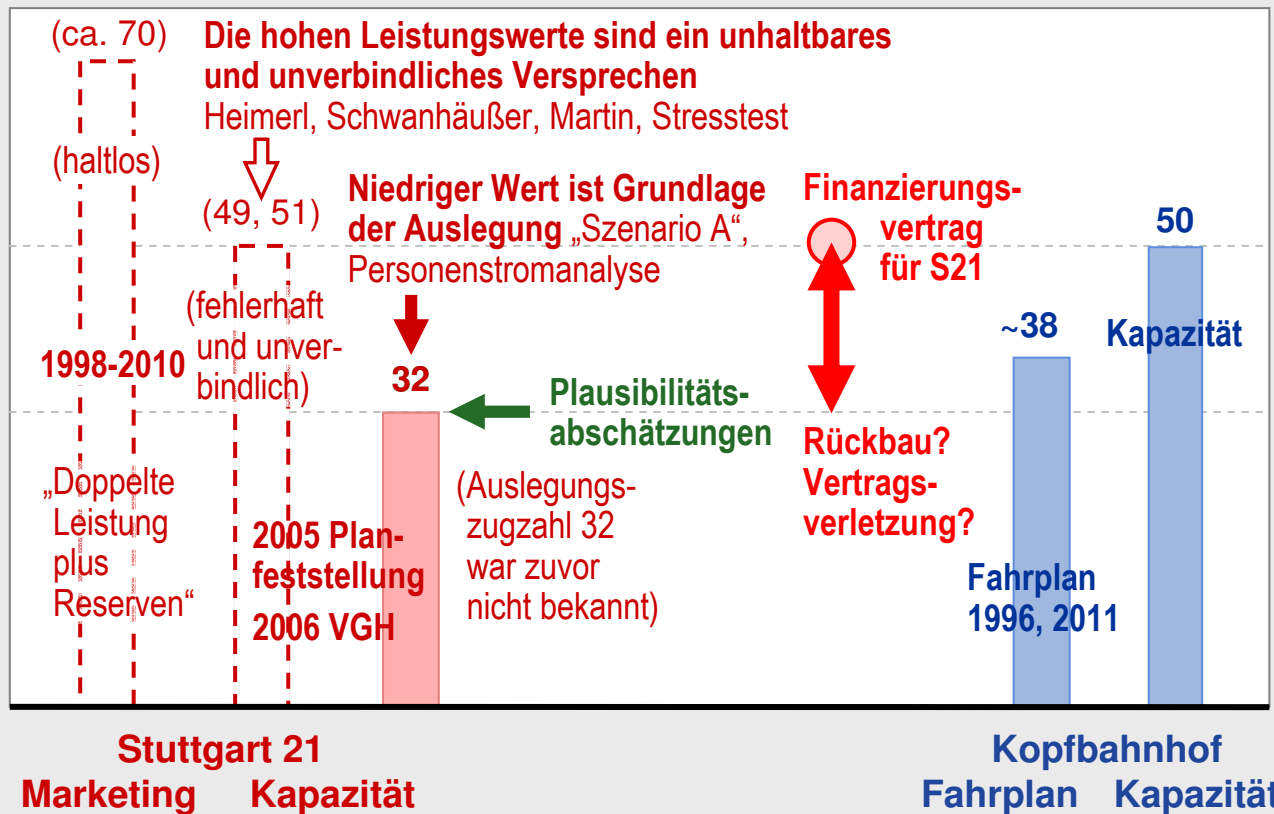 (ca. 70)
Die hohen Leistungswerte sind ein unhaltbares
und unverbindliches Versprechen
Heimerl, Schwanhäußer, Martin, Stresstest
(haltlos)
(49, 51)
Niedriger Wert ist Grundlage
der Auslegung „Szenario A“,
Personenstromanalyse
Finanzierungs-
vertrag
für S21
50
(fehlerhaft
und unver-
bindlich)
1998-2010
32
~38
Kapazität
Plausibilitäts-
abschätzungen
Rückbau?
Vertrags-
verletzung?
„Doppelte
Leistung
plus
Reserven“
2005 Plan-
feststellung
2006 VGH
(Auslegungs-
zugzahl 32
war zuvor
nicht bekannt)
Fahrplan
1996, 2011
Stuttgart 21
Marketing Kapazität
Kopfbahnhof
Fahrplan Kapazität